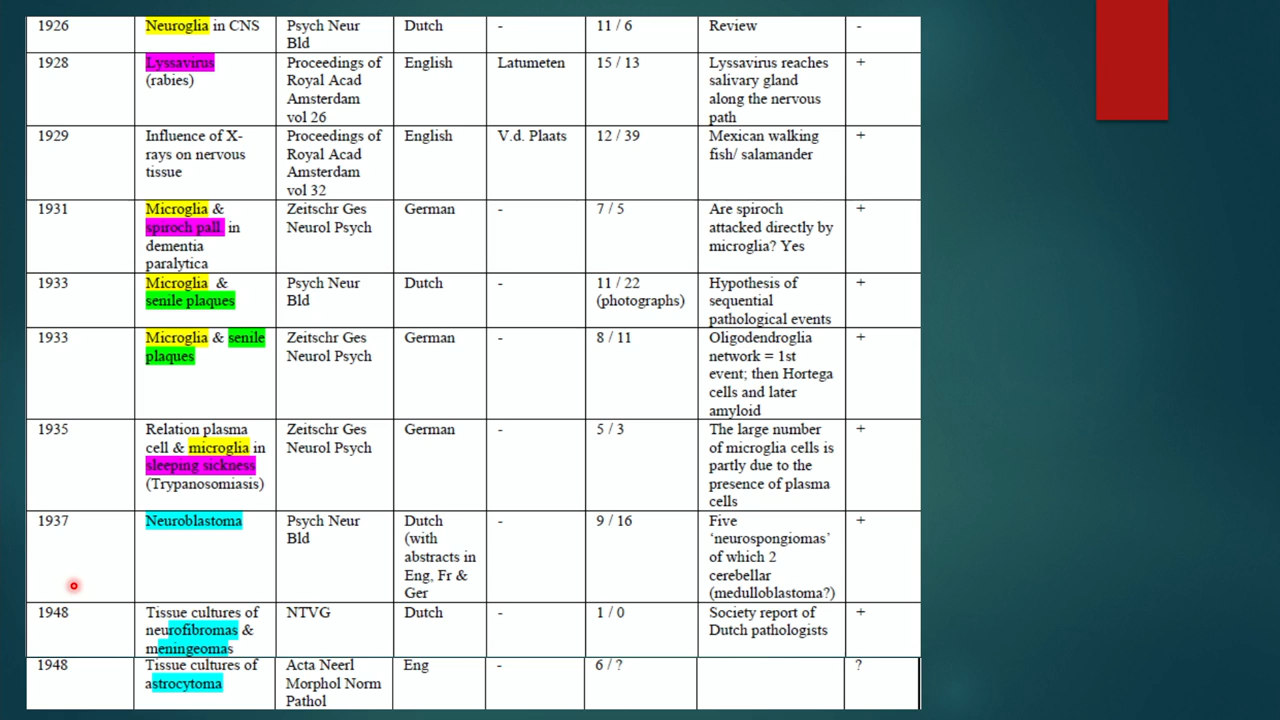 1926 Neuroglia in CNS Psych Neur Bld Dutch - 11 / 6 Review -
1928 Lyssavirus (rabies) Proceedings of Royal Acad Amsterdam vol 26 English Latumeten 15 / 13 Lyssavirus reaches salivary gland along the nervous path +
1929 Influence of X-rays on nervous tissue Proceedings of Royal Acad Amsterdam vol 32 English V.d. Plaats 12 / 39 Mexican walking fish/ salamander +
1931 Microglia & spiroch pall. in dementia paralytica Zeitschr Ges Neurol Psych German - 7 / 5 Are spiroch attacked directly by microglia? Yes +
1933 Microglia & senile plaques Psych Neur Bld Dutch - 11 / 22 (photographs) Hypothesis of sequential pathological events +
1933 Microglia & senile plaques Zeitschr Ges Neurol Psych German - 8 / 11 Oligodendroglia network = 1st event; then Hortega cells and later amyloid +
1935 Relation plasma cell & microglia in sleeping sickness (Trypanosomiasis) Zeitschr Ges Neurol Psych German - 5 / 3 The large number of microglia cells is partly due to the presence of plasma cells +
1937 Neuroblastoma Psych Neur Bld Dutch (with abstracts in Eng, Fr & Ger - 9 / 16 Five ‘neurospongiomas’ of which 2 cerebellar (medulloblastoma?) +
1948 Tissue cultures of neurofibromas & meningeomas NTVG Dutch - 1 / 0 Society report of Dutch pathologists +
1948 Tissue cultures of astrocytoma Acta Neerl Morphol Norm Pathol Eng - 6 / ? ?